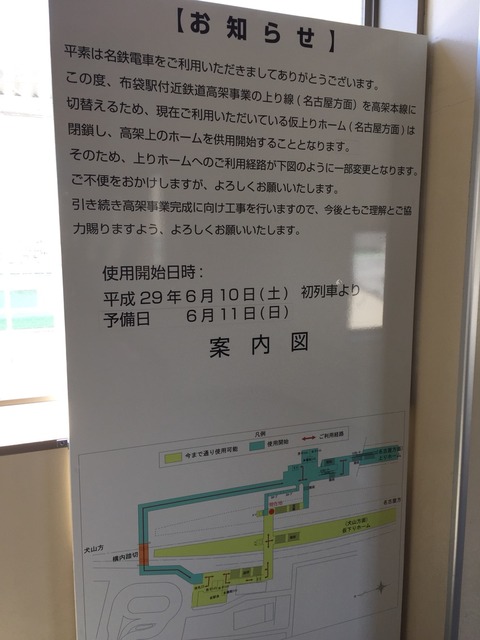 【お知らせ】
平素は名鉄電車をご利用いただきましてありがとうございます。
この度、布袋駅付近鉄道高架事業の上り線(名古屋方面)を高架本線に
切替えるため、現在ご利用いただいている仮上りホーム(名古屋方面)は
閉鎖し、高架上のホームを供用開始することとなります。
そのため、上りホームへのご利用経路が下図のように一部変更となります。
ご不便をおかけしますが、よろしくお願いいたします。
引き続き高架事業完成に向け工事を行いますので、今後ともご理解とご協
力賜りますよう、よろしくお願いいたします。
使用開始日時:
平成29年6月10日(土) 初列車より
予備日 6月11日(日)
案内図
凡例
今まで通り使用可能 使用開始 ご利用経路
名古屋方
犬山方
構内踏切
(犬山方面)
仮下りホーム